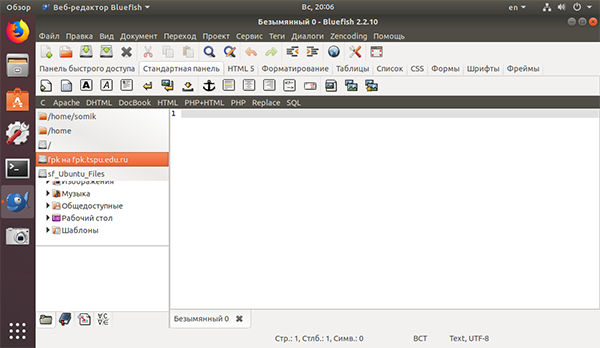 Обзор Веб-редактор Bluefish Вс, 20:06 en
Безымянный 0 - Bluefish 2.2.10
Файл Правка Вид Документ Переход Проект Сервис Теги Диалоги Zencoding Помощь
Панель быстрого доступа Стандартная панель HTML 5 Форматирование Таблицы Список CSS Формы Шрифты Фреймы
C Apache DHTML DocBook HTML PHP+HTML PHP Replace SQL
/home/somik 1
/home
/
fpk на fpk.tspu.edu.ru
sf_Ubuntu_Files
Изображения
Музыка
Общедоступные
Рабочий стол
Шаблоны
Безымянный 0
Стр.: 1, Стлб.: 1, Симв.: 0 ВСТ Text, UTF-8